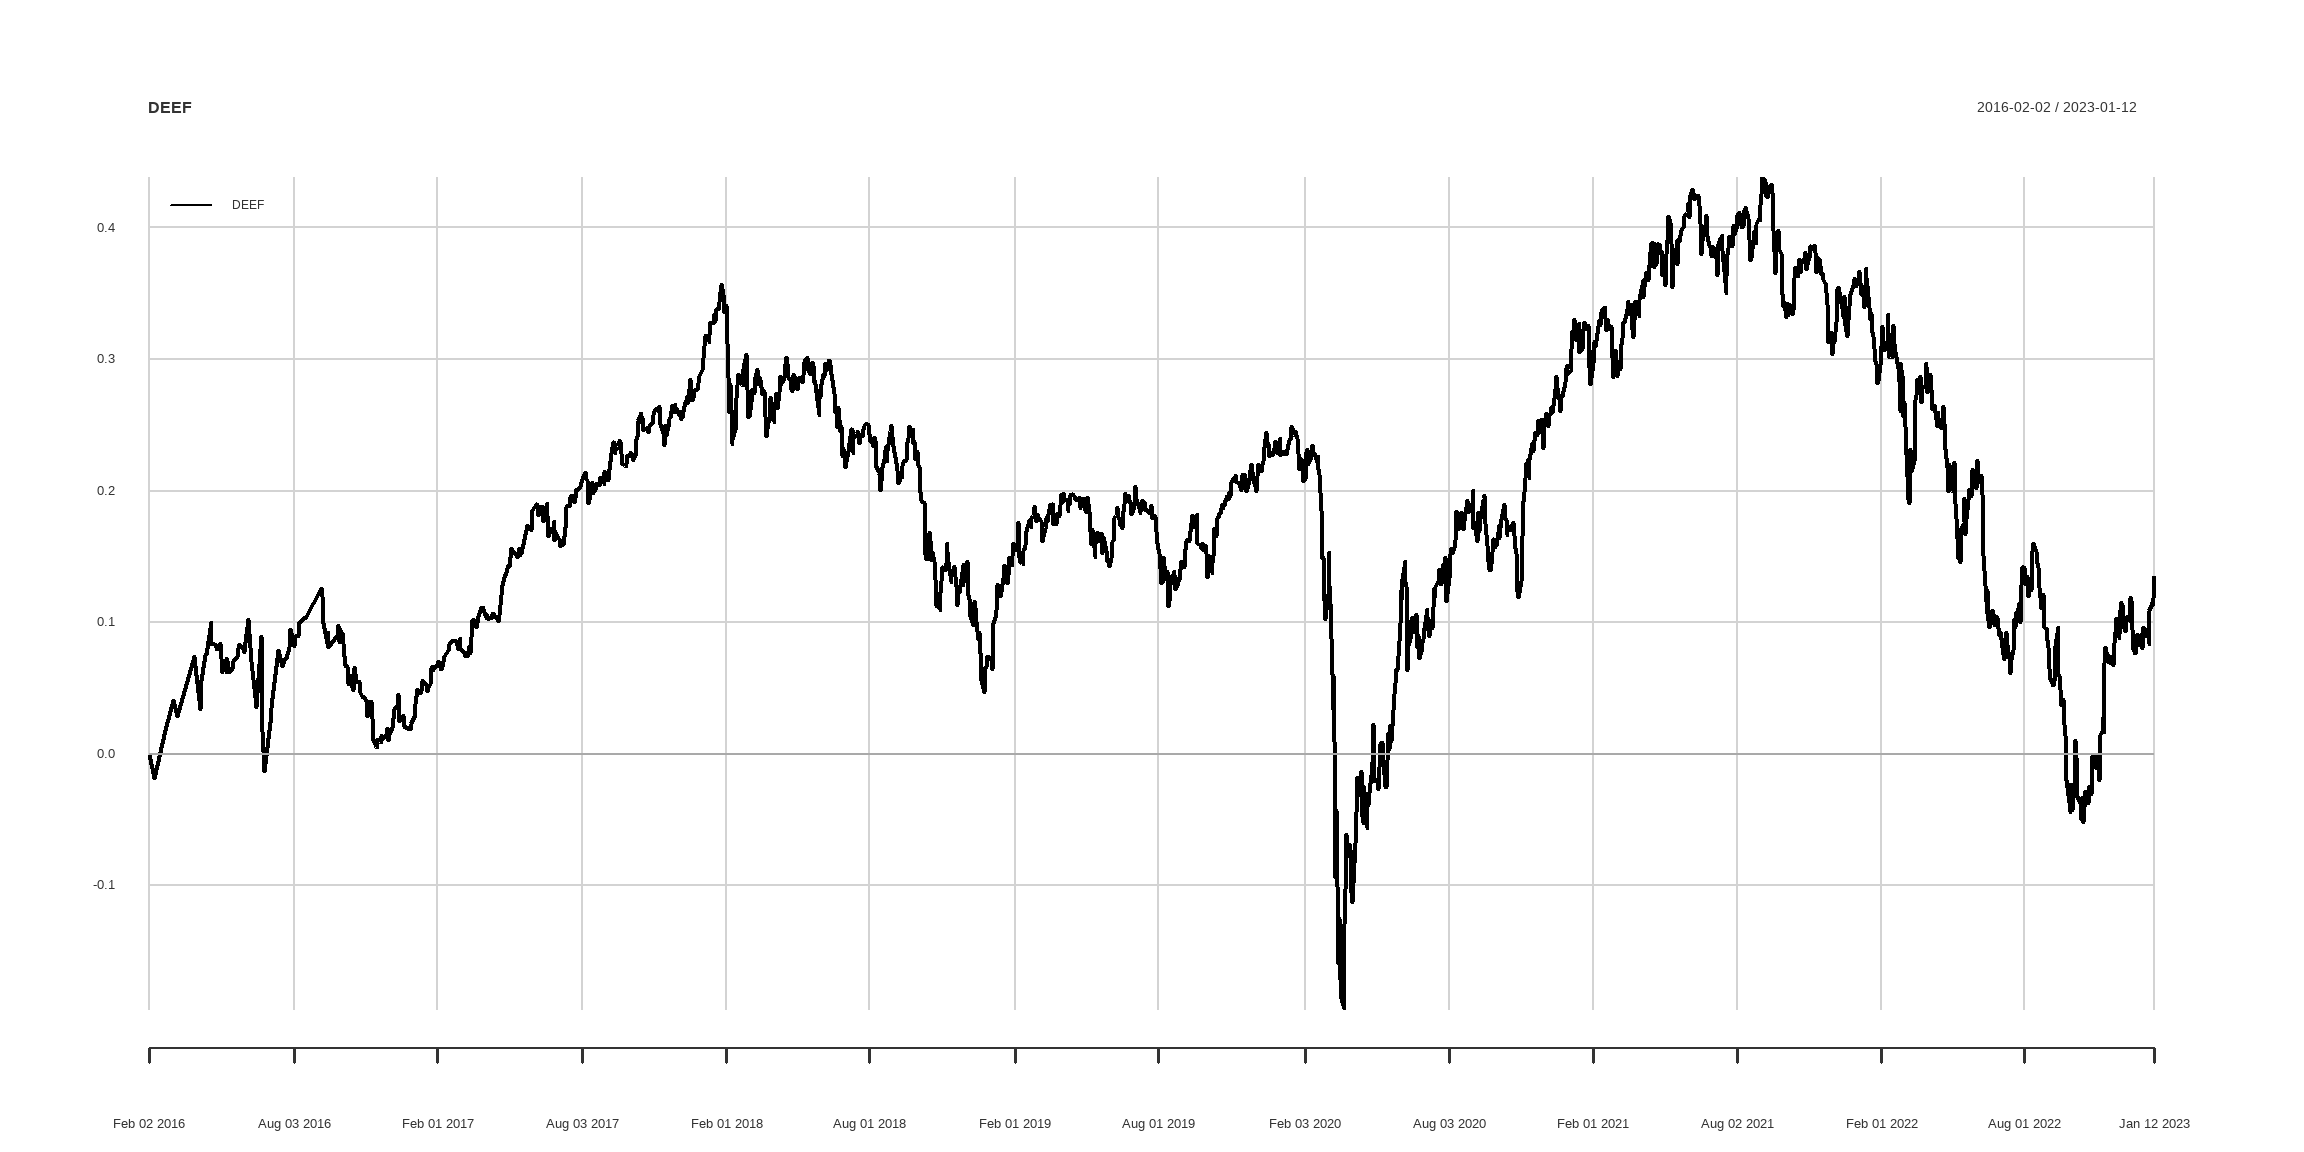 DEEF
2016-02-02 / 2023-01-12
DEEF
0.4
0.3
0.2
0.1
0.0
-0.1
Feb 02 2016
Aug 03 2016
Feb 01 2017
Aug 03 2017
Feb 01 2018
Aug 01 2018
Feb 01 2019
Aug 01 2019
Feb 03 2020
Aug 03 2020
Feb 01 2021
Aug 02 2021
Feb 01 2022
Aug 01 2022
Jan 12 2023